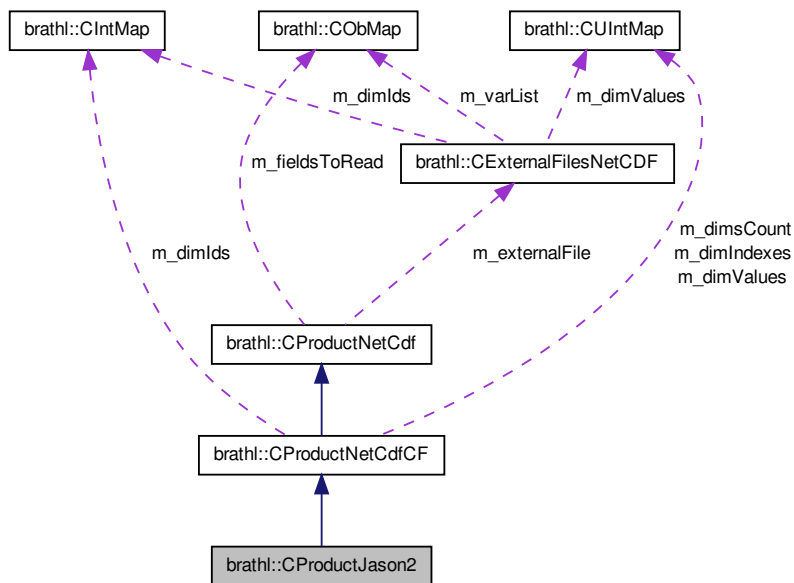 brathl::CIntMap
brathl::CObMap
brathl::CUIntMap
m_dimIds
m_varList
m_dimValues
m_fieldsToRead
brathl::CExternalFilesNetCDF
m_dimIds
m_externalFile
m_dimsCount
m_dimIndexes
m_dimValues
brathl::CProductNetCdf
brathl::CProductNetCdfCF
brathl::CProductJason2